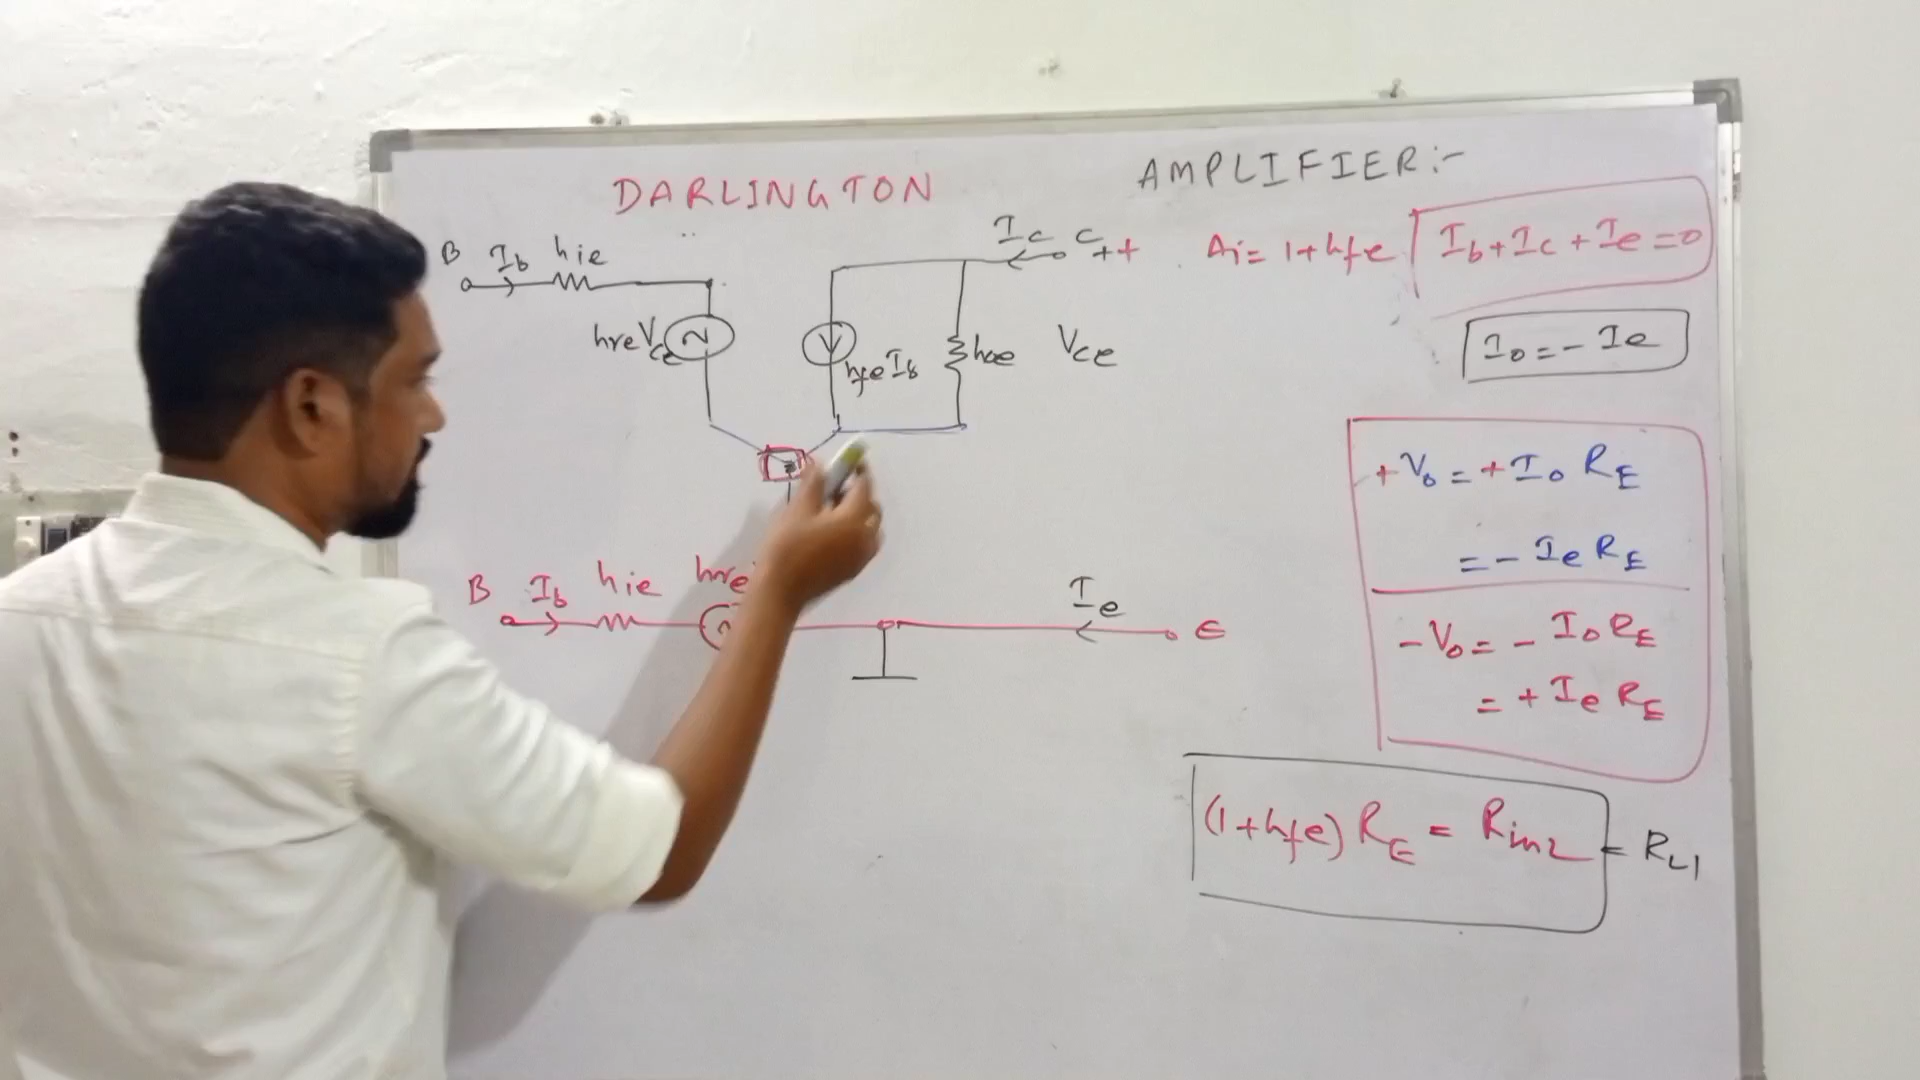 DARLINGTON AMPLIFIER:-
B Ib hie
hreVce
hfeIb
hoe
Vce
Ic C ++
Ai = 1+hfe
Ib+Ic+Ie=0
Io=-Ie
+Vo=+Io RE
=-Ie RE
-Vo=-Io RE
=+Ie RE
B Ib hie hre
Ie
E
(1+hfe) RE = Rin2 = RL1